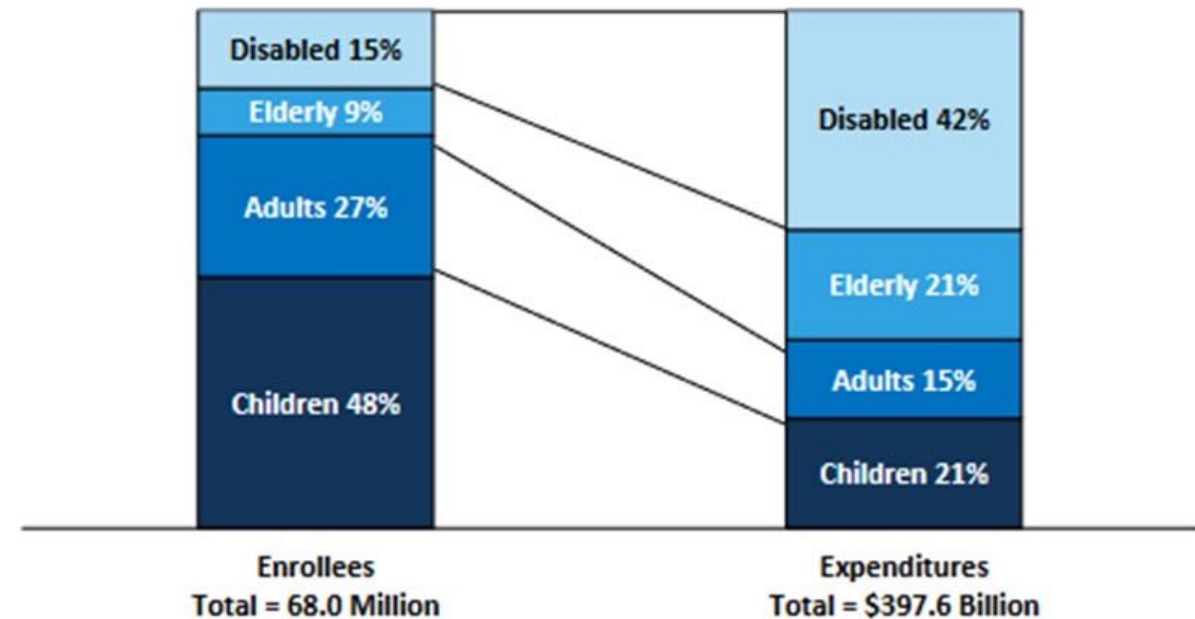 Disabled 15%
Elderly 9%
Adults 27%
Children 48%
Disabled 42%
Elderly 21%
Adults 15%
Children 21%
Enrollees
Total = 68.0 Million
Expenditures
Total = $397.6 Billion